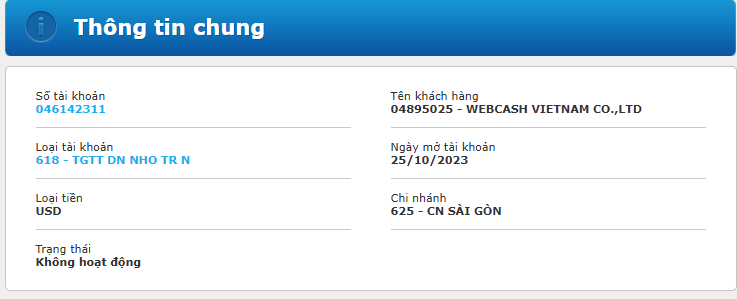 Thông tin chung
Số tài khoản
046142311
Tên khách hàng
04895025 - WEBCASH VIETNAM CO.,LTD
Loại tài khoản
618 - TGTT DN NHO TR N
Ngày mở tài khoản
25/10/2023
Loại tiền
USD
Chi nhánh
625 - CN SÀI GÒN
Trạng thái
Không hoạt động